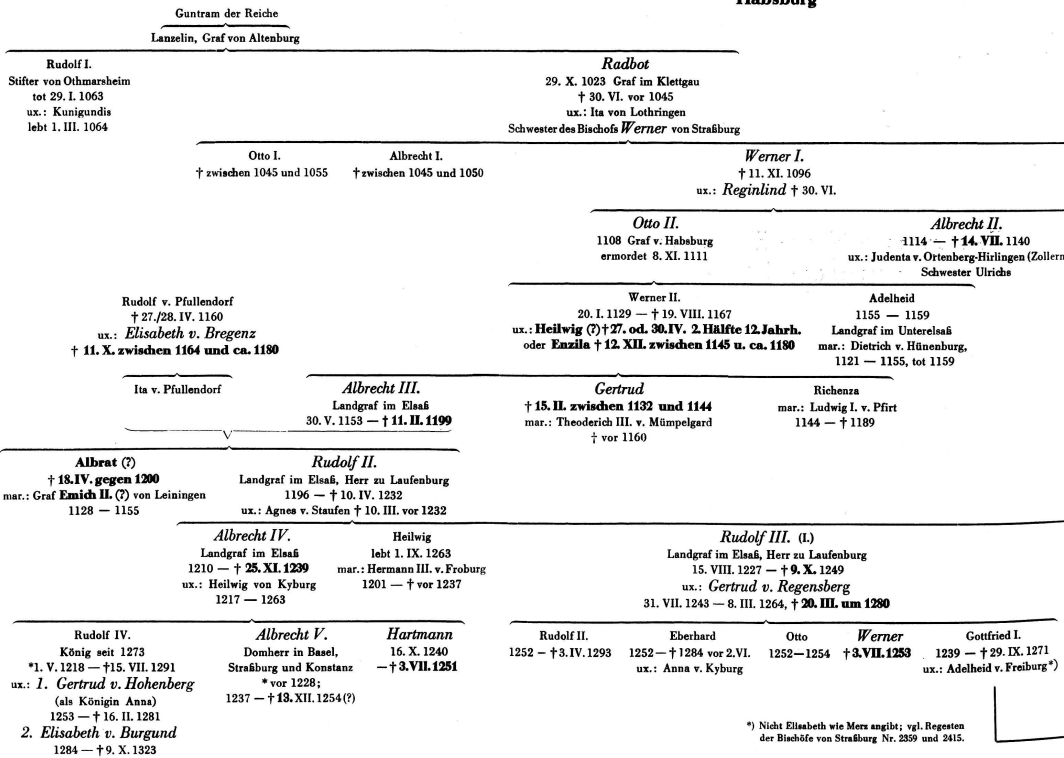 Habsburg
Guntram der Reiche
Lanzelin, Graf von Altenburg
Rudolf I.
Stifter von Othmarsheim
tot 29. I. 1063
ux.: Kunigundis
lebt 1. III. 1064
Radbot
29. X. 1023 Graf im Klettgau
† 30. VI. vor 1045
ux.: Ita von Lothringen
Schwester des Bischofs Werner von Straßburg
Otto I.
† zwischen 1045 und 1055
Albrecht I.
† zwischen 1045 und 1050
Werner I.
† 11. XI. 1096
ux.: Reginlind † 30. VI.
Otto II.
1108 Graf v. Habsburg
ermordet 8. XI. 1111
Albrecht II.
1114 — † 14. VII. 1140
ux.: Judenta v. Ortenberg-Hirlingen (Zollern
Schwester Ulrichs
Rudolf v. Pfullendorf
† 27./28. IV. 1160
ux.: Elisabeth v. Bregenz
† 11. X. zwischen 1164 und ca. 1180
Werner II.
20. I. 1129 — † 19. VIII. 1167
ux.: Heilwig (?) † 27. od. 30. IV. 2. Hälfte 12. Jahrh.
oder Enzila † 12. XII. zwischen 1145 u. ca. 1180
Adelheid
1155 — 1159
Landgraf im Unterelsaß
mar.: Dietrich v. Hünenburg,
1121 — 1155, tot 1159
Ita v. Pfullendorf
Albrecht III.
Landgraf im Elsaß
30. V. 1153 — † 11. II. 1199
Gertrud
† 15. II. zwischen 1132 und 1144
mar.: Theoderich III. v. Mümpelgard
† vor 1160
Richenza
mar.: Ludwig I. v. Pfirt
1144 — † 1189
Albrat (?)
† 18. IV. gegen 1200
mar.: Graf Emich II. (?) von Leiningen
1128 — 1155
Rudolf II.
Landgraf im Elsaß, Herr zu Laufenburg
1196 — † 10. IV. 1232
ux.: Agnes v. Staufen † 10. III. vor 1232
Albrecht IV.
Landgraf im Elsaß
1210 — † 25. XI. 1239
ux.: Heilwig von Kyburg
1217 — 1263
Heilwig
lebt 1. IX. 1263
mar.: Hermann III. v. Froburg
1201 — † vor 1237
Rudolf III. (I.)
Landgraf im Elsaß, Herr zu Laufenburg
15. VIII. 1227 — † 9. X. 1249
ux.: Gertrud v. Regensberg
31. VII. 1243 — 8. III. 1264, † 20. III. um 1280
Rudolf IV.
König seit 1273
*1. V. 1218 — † 15. VII. 1291
ux.: 1. Gertrud v. Hohenberg
(als Königin Anna)
1253 — † 16. II. 1281
2. Elisabeth v. Burgund
1284 — † 9. X. 1323
Albrecht V.
Domherr in Basel,
Straßburg und Konstanz
* vor 1228;
1237 — † 13. XII. 1254 (?)
Hartmann
16. X. 1240
— † 3. VII. 1251
Rudolf II.
1252 — † 3. IV. 1293
Eberhard
1252 — † 1284 vor 2. VI.
ux.: Anna v. Kyburg
Otto
1252—1254
Werner
† 3. VII. 1253
Gottfried I.
1239 — † 29. IX. 1271
ux.: Adelheid v. Freiburg*)
*) Nicht Elisabeth wie Merz angibt; vgl. Regesten
der Bischöfe von Straßburg Nr. 2359 und 2415.